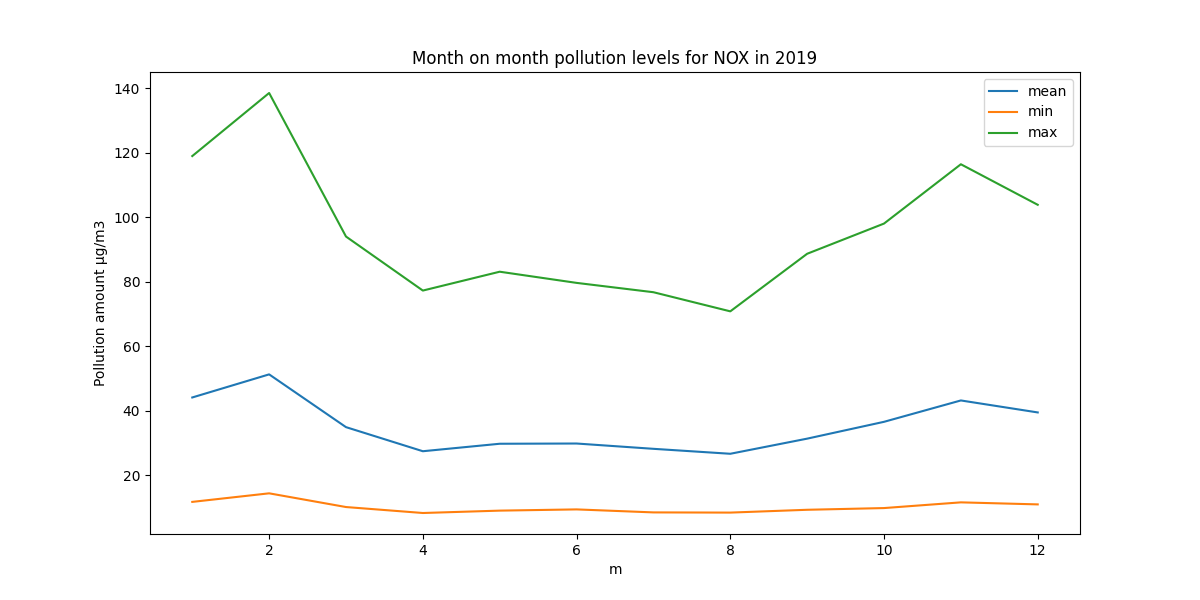 Month on month pollution levels for NOX in 2019
mean
min
max
140
120
100
80
60
40
20
Pollution amount µg/m3
2 4 6 8 10 12
m